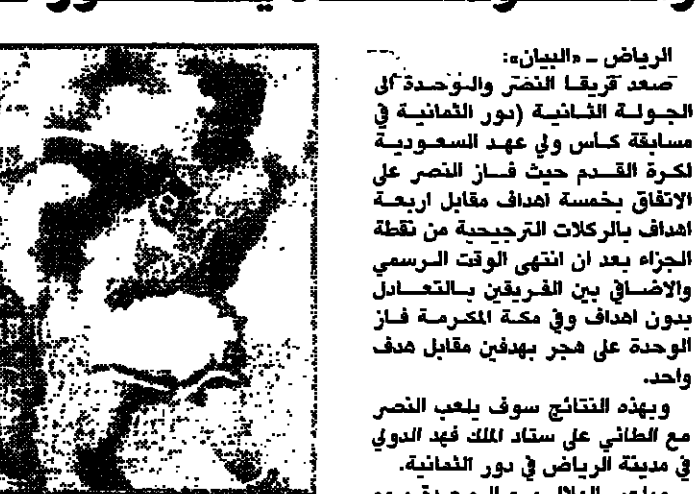 الرياض ـ «البيان»:
صعد فريقا النصر والوحدة الى
الجولة الثانية (دور الثمانية في
مسابقة كأس ولي عهد السعودية
لكرة القدم حيث فاز النصر على
الاتفاق بخمسة اهداف مقابل اربعة
اهداف بالركلات الترجيحية من نقطة
الجزاء بعد ان انتهى الوقت الرسمي
والاضافي بين الفريقين بالتعادل
بدون اهداف وفي مكة المكرمة فاز
الوحدة على هجر بهدفين مقابل هدف
واحد.
وبهذه النتائج سوف يلعب النصر
مع الطائي على ستاد الملك فهد الدولي
في مدينة الرياض في دور الثمانية.